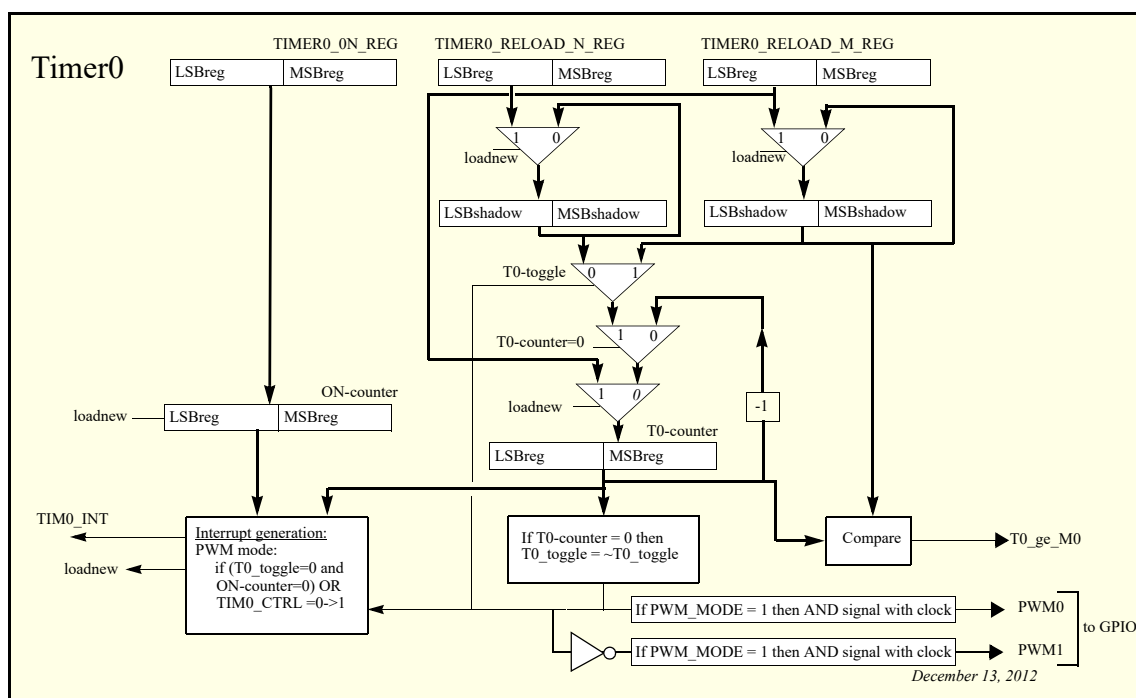 Timer0
TIMER0_0N_REG
TIMER0_RELOAD_N_REG
TIMER0_RELOAD_M_REG
LSBreg
MSBreg
LSBreg
MSBreg
LSBreg
MSBreg
1
0
loadnew
1
0
loadnew
LSBshadow
MSBshadow
LSBshadow
MSBshadow
T0-toggle
0
1
T0-counter=0
1
0
ON-counter
loadnew
LSBreg
MSBreg
loadnew
1
0
-1
T0-counter
LSBreg
MSBreg
TIM0_INT
loadnew
Interrupt generation:
PWM mode:
if (T0_toggle=0 and
ON-counter=0) OR
TIM0_CTRL =0->1
If T0-counter = 0 then
T0_toggle = ~T0_toggle
Compare
T0_ge_M0
If PWM_MODE = 1 then AND signal with clock
PWM0
If PWM_MODE = 1 then AND signal with clock
PWM1
to GPIO
December 13, 2012